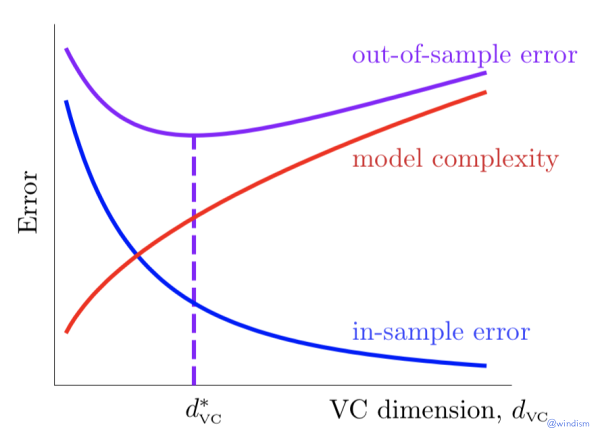 out-of-sample error
model complexity
Error
in-sample error
d*VC
VC dimension, dVC
@windism